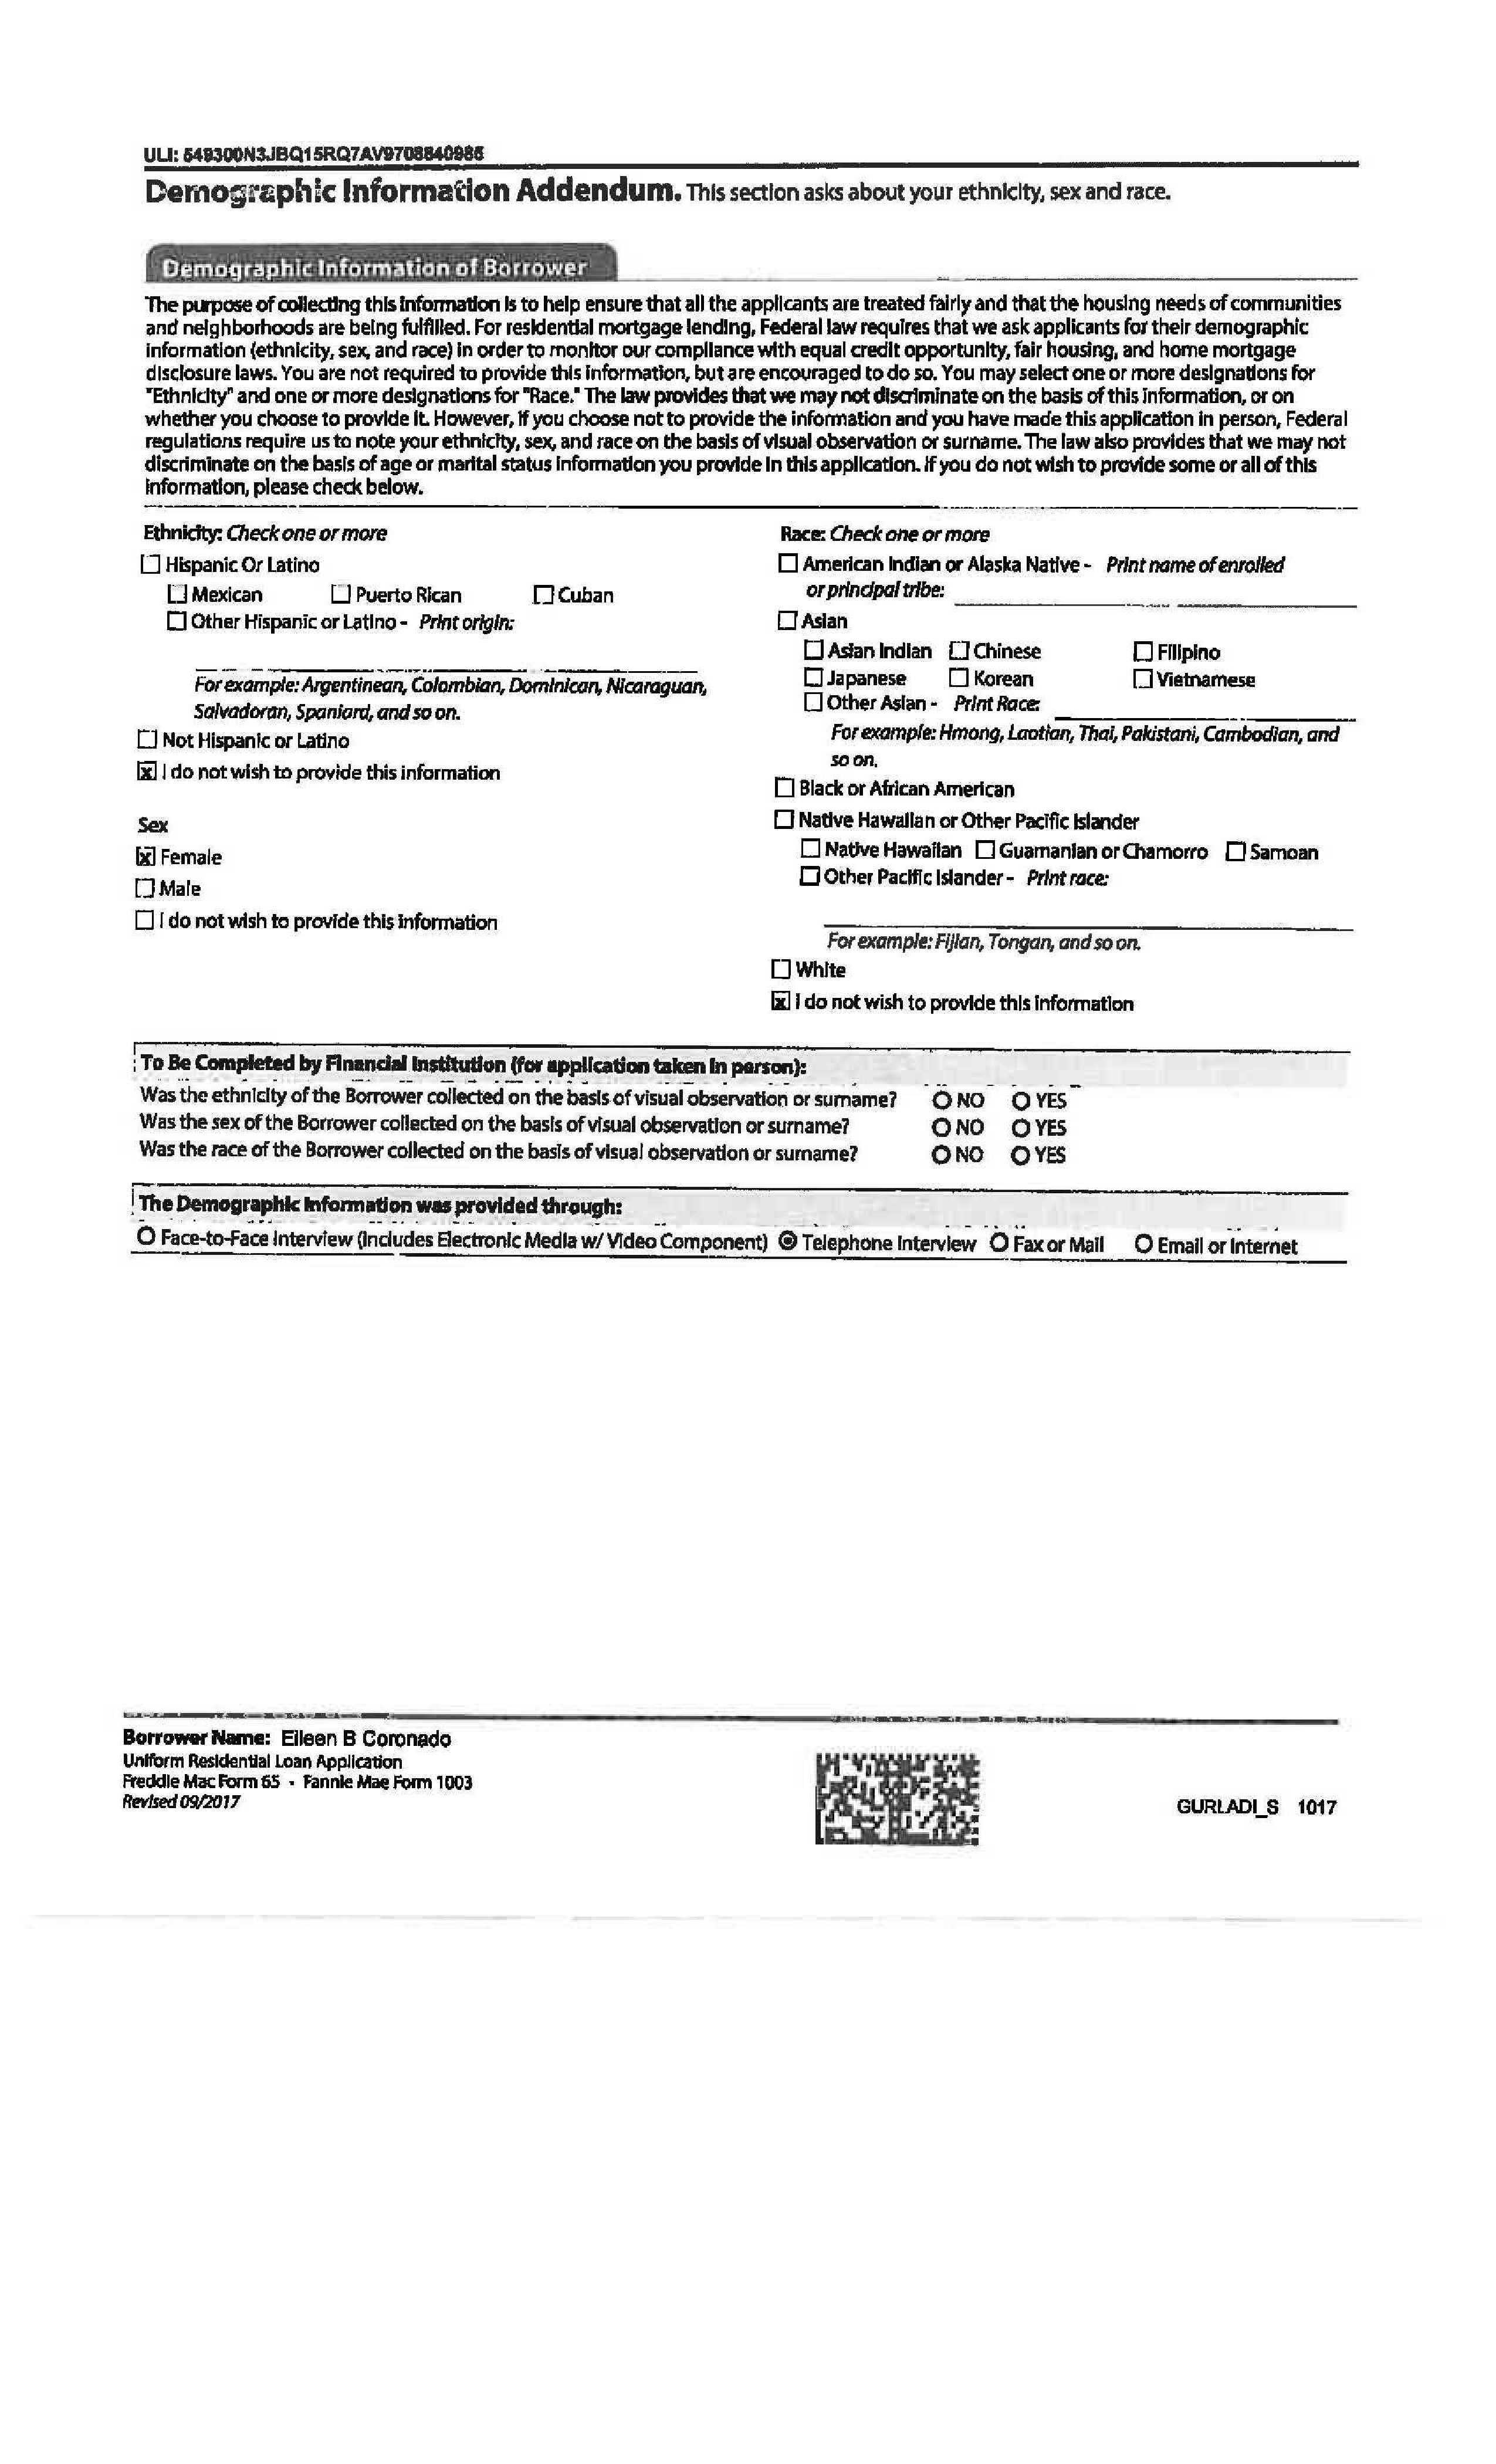 ULI: 549300N3JBQ15RQ7AV9708840986
Demographic Information Addendum. This section asks about your ethnicity, sex and race.
Demographic Information of Borrower
The purpose of collecting this information is to help ensure that all the applicants are treated fairly and that the housing needs of communities
and neighborhoods are being fulfilled. For residential mortgage lending, Federal law requires that we ask applicants for their demographic
information (ethnicity, sex, and race) in order to monitor our compliance with equal credit opportunity, fair housing, and home mortgage
disclosure laws. You are not required to provide this information, but are encouraged to do so. You may select one or more designations for
"Ethnicity" and one or more designations for "Race." The law provides that we may not discriminate on the basis of this information, or on
whether you choose to provide it. However, if you choose not to provide the information and you have made this application in person, Federal
regulations require us to note your ethnicity, sex, and race on the basis of visual observation or surname. The law also provides that we may not
discriminate on the basis of age or marital status information you provide in this application. If you do not wish to provide some or all of this
information, please check below.
Ethnicity: Check one or more
☐ Hispanic Or Latino
☐ Mexican ☐ Puerto Rican ☐ Cuban
☐ Other Hispanic or Latino - Print origin:
For example: Argentinean, Colombian, Dominican, Nicaraguan,
Salvadoran, Spaniard, and so on.
☐ Not Hispanic or Latino
☒ I do not wish to provide this information
Sex
☒ Female
☐ Male
☐ I do not wish to provide this information
Race: Check one or more
☐ American Indian or Alaska Native - Print name of enrolled
or principal tribe:
☐ Asian
☐ Asian Indian ☐ Chinese ☐ Filipino
☐ Japanese ☐ Korean ☐ Vietnamese
☐ Other Asian - Print Race:
For example: Hmong, Laotian, Thai, Pakistani, Cambodian, and
so on.
☐ Black or African American
☐ Native Hawaiian or Other Pacific Islander
☐ Native Hawaiian ☐ Guamanian or Chamorro ☐ Samoan
☐ Other Pacific Islander - Print race:
For example: Fijian, Tongan, and so on.
☐ White
☒ I do not wish to provide this information
To Be Completed by Financial Institution (for application taken in person):
Was the ethnicity of the Borrower collected on the basis of visual observation or surname? ○ NO ○ YES
Was the sex of the Borrower collected on the basis of visual observation or surname? ○ NO ○ YES
Was the race of the Borrower collected on the basis of visual observation or surname? ○ NO ○ YES
The Demographic Information was provided through:
○ Face-to-Face Interview (Includes Electronic Media w/ Video Component) ◉ Telephone Interview ○ Fax or Mail ○ Email or Internet
Borrower Name: Eileen B Coronado
Uniform Residential Loan Application
Freddie Mac Form 65 • Fannie Mae Form 1003
Revised 09/2017
GURLADI_S 1017